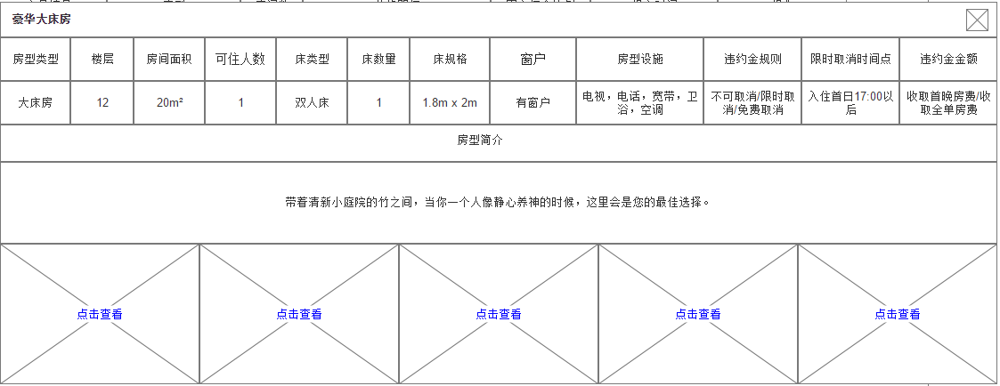 豪华大床房
房型类型 楼层 房间面积 可住人数 床类型 床数量 床规格 窗户 房型设施 违约金规则 限时取消时间点 违约金金额
大床房 12 20m² 1 双人床 1 1.8m x 2m 有窗户 电视，电话，宽带，卫浴，空调 不可取消/限时取消/免费取消 入住首日17:00以后 收取首晚房费/收取全单房费
房型简介
带着清新小庭院的竹之间，当你一个人像静心养神的时候，这里会是您的最佳选择。
点击查看 点击查看 点击查看 点击查看 点击查看